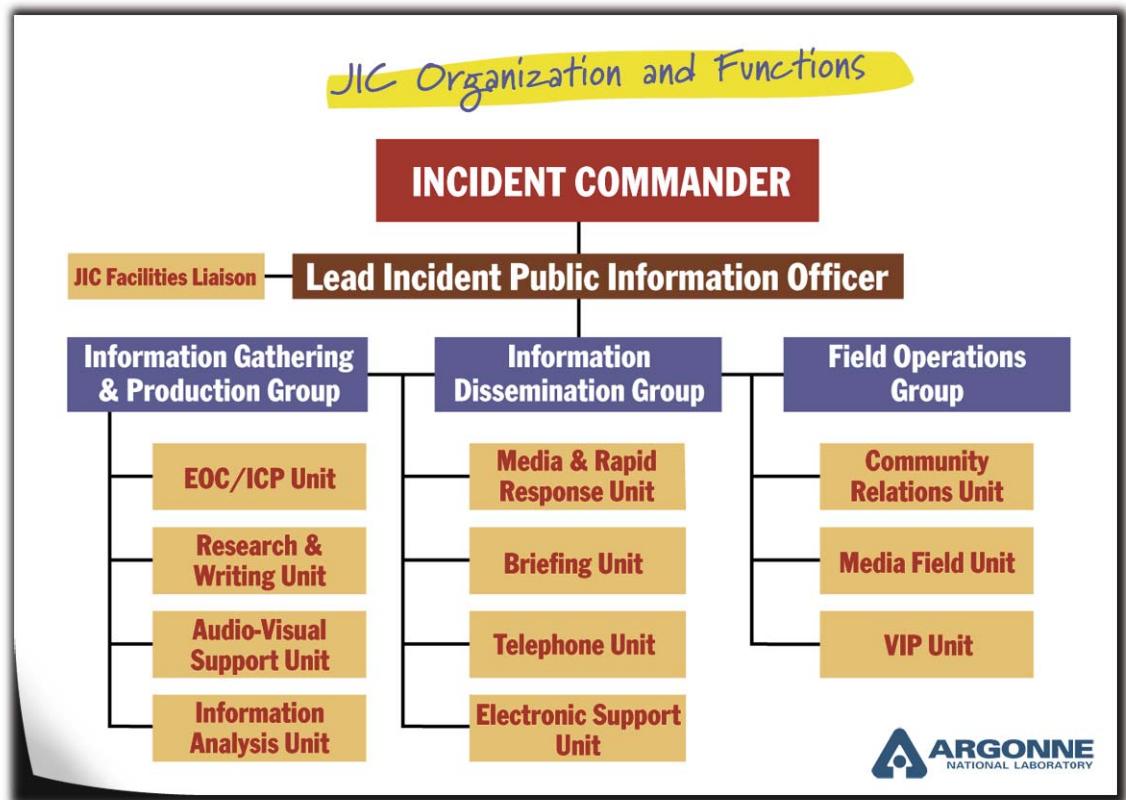 JIC Organization and Functions
INCIDENT COMMANDER
JIC Facilities Liaison
Lead Incident Public Information Officer
Information Gathering
& Production Group
Information
Dissemination Group
Field Operations
Group
EOC/ICP Unit
Research &
Writing Unit
Audio-Visual
Support Unit
Information
Analysis Unit
Media & Rapid
Response Unit
Briefing Unit
Telephone Unit
Electronic Support
Unit
Community
Relations Unit
Media Field Unit
VIP Unit
ARGONNE
NATIONAL LABORATORY